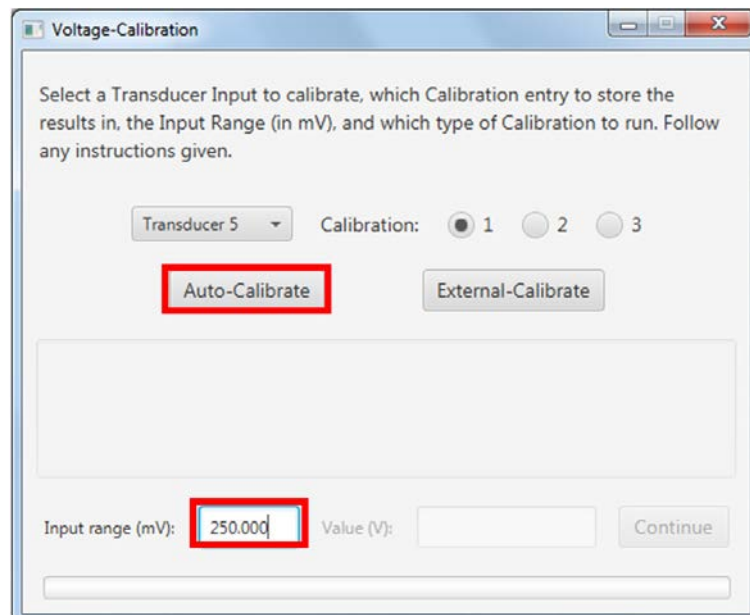 Voltage-Calibration
Select a Transducer Input to calibrate, which Calibration entry to store the
results in, the Input Range (in mV), and which type of Calibration to run. Follow
any instructions given.
Transducer 5 Calibration: 1 2 3
Auto-Calibrate External-Calibrate
Input range (mV): 250.000 Value (V): Continue